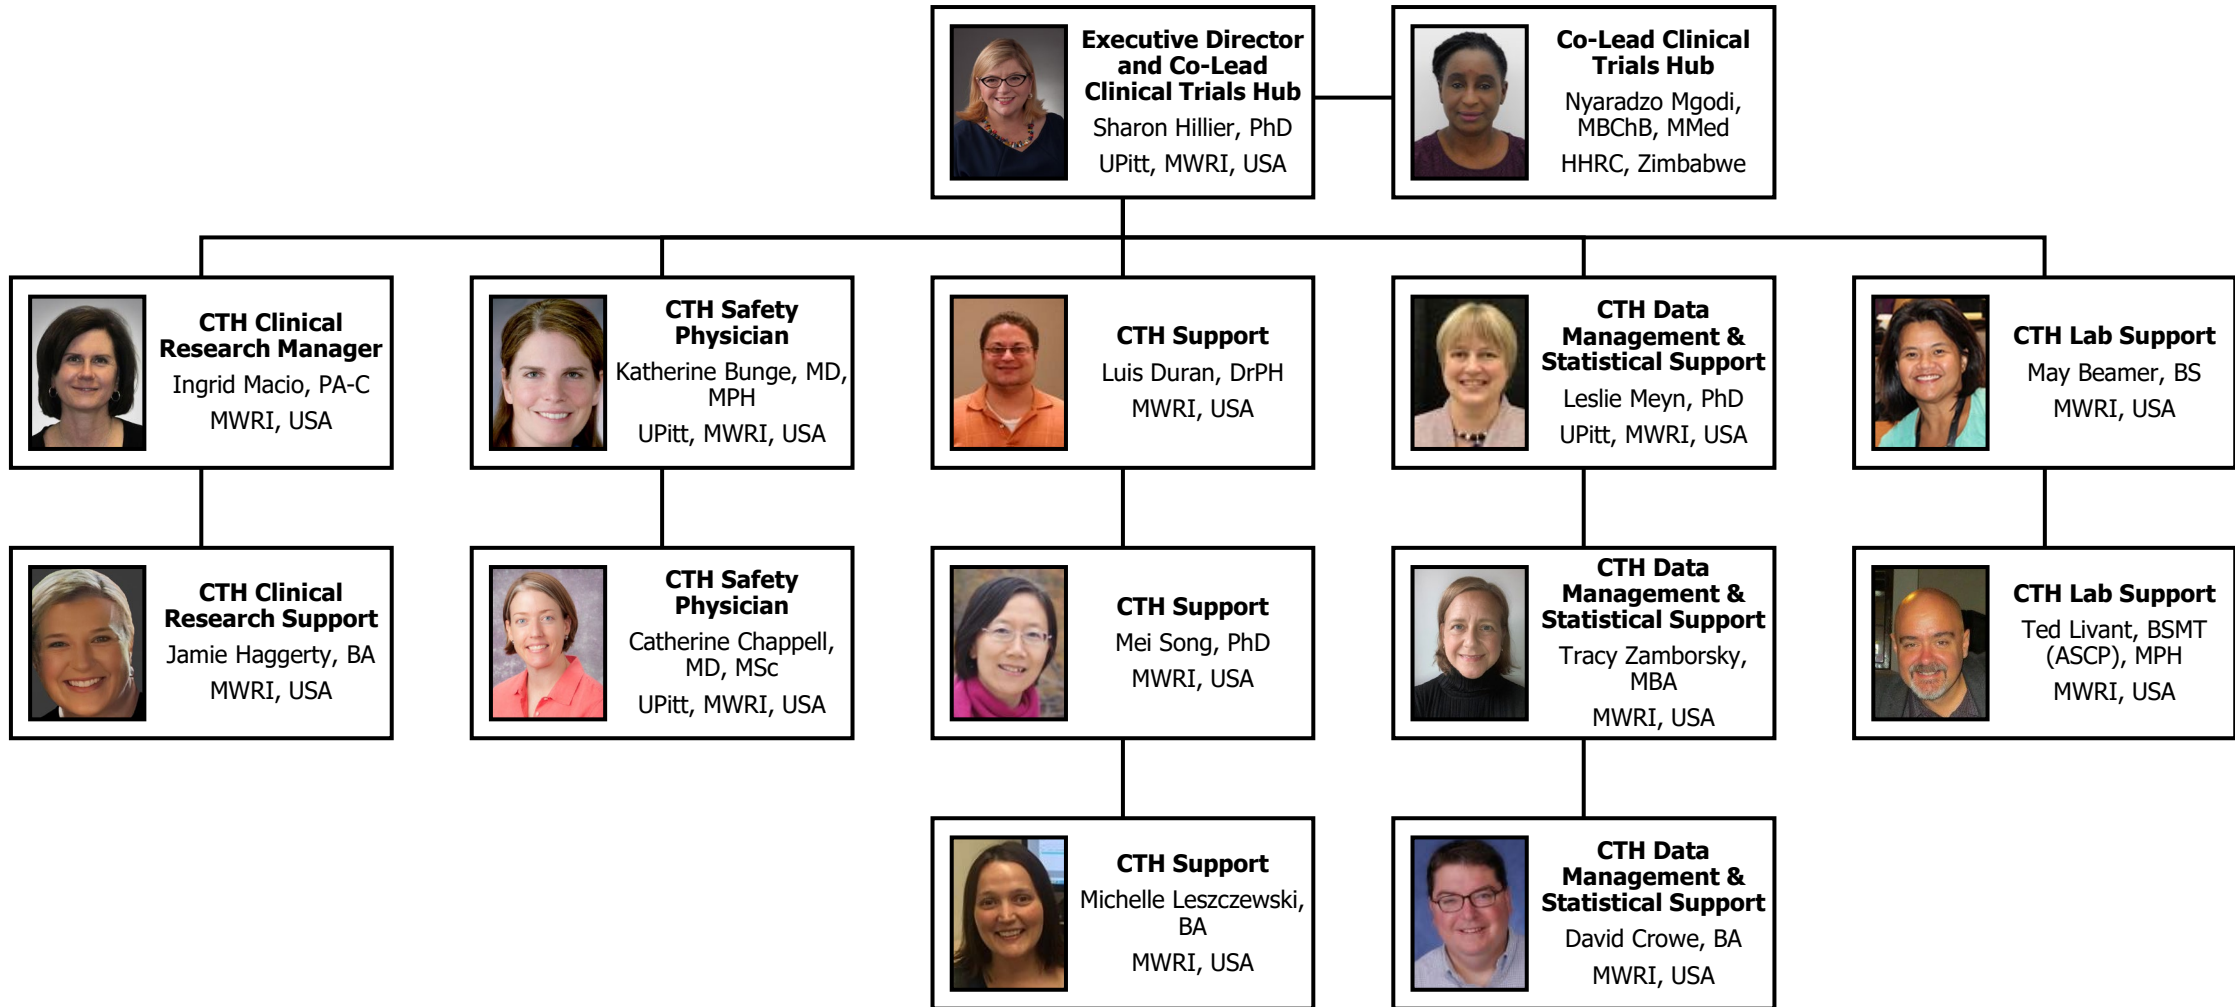 Executive Director
and Co-Lead
Clinical Trials Hub
Sharon Hillier, PhD
UPitt, MWRI, USA
Co-Lead Clinical
Trials Hub
Nyaradzo Mgodi,
MBChB, MMed
HHRC, Zimbabwe
CTH Clinical
Research Manager
Ingrid Macio, PA-C
MWRI, USA
CTH Safety
Physician
Katherine Bunge, MD,
MPH
UPitt, MWRI, USA
CTH Support
Luis Duran, DrPH
MWRI, USA
CTH Data
Management &
Statistical Support
Leslie Meyn, PhD
UPitt, MWRI, USA
CTH Lab Support
May Beamer, BS
MWRI, USA
CTH Clinical
Research Support
Jamie Haggerty, BA
MWRI, USA
CTH Safety
Physician
Catherine Chappell,
MD, MSc
UPitt, MWRI, USA
CTH Support
Mei Song, PhD
MWRI, USA
CTH Data
Management &
Statistical Support
Tracy Zamborsky,
MBA
MWRI, USA
CTH Lab Support
Ted Livant, BSMT
(ASCP), MPH
MWRI, USA
CTH Support
Michelle Leszczewski,
BA
MWRI, USA
CTH Data
Management &
Statistical Support
David Crowe, BA
MWRI, USA